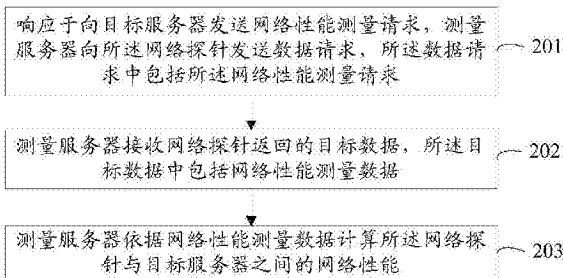 响应于向目标服务器发送网络性能测量请求，测量
服务器向所述网络探针发送数据请求，所述数据请
求中包括所述网络性能测量请求
201
测量服务器接收网络探针返回的目标数据，所述目
标数据中包括网络性能测量数据
202
测量服务器依据网络性能测量数据计算所述网络探
针与目标服务器之间的网络性能
203